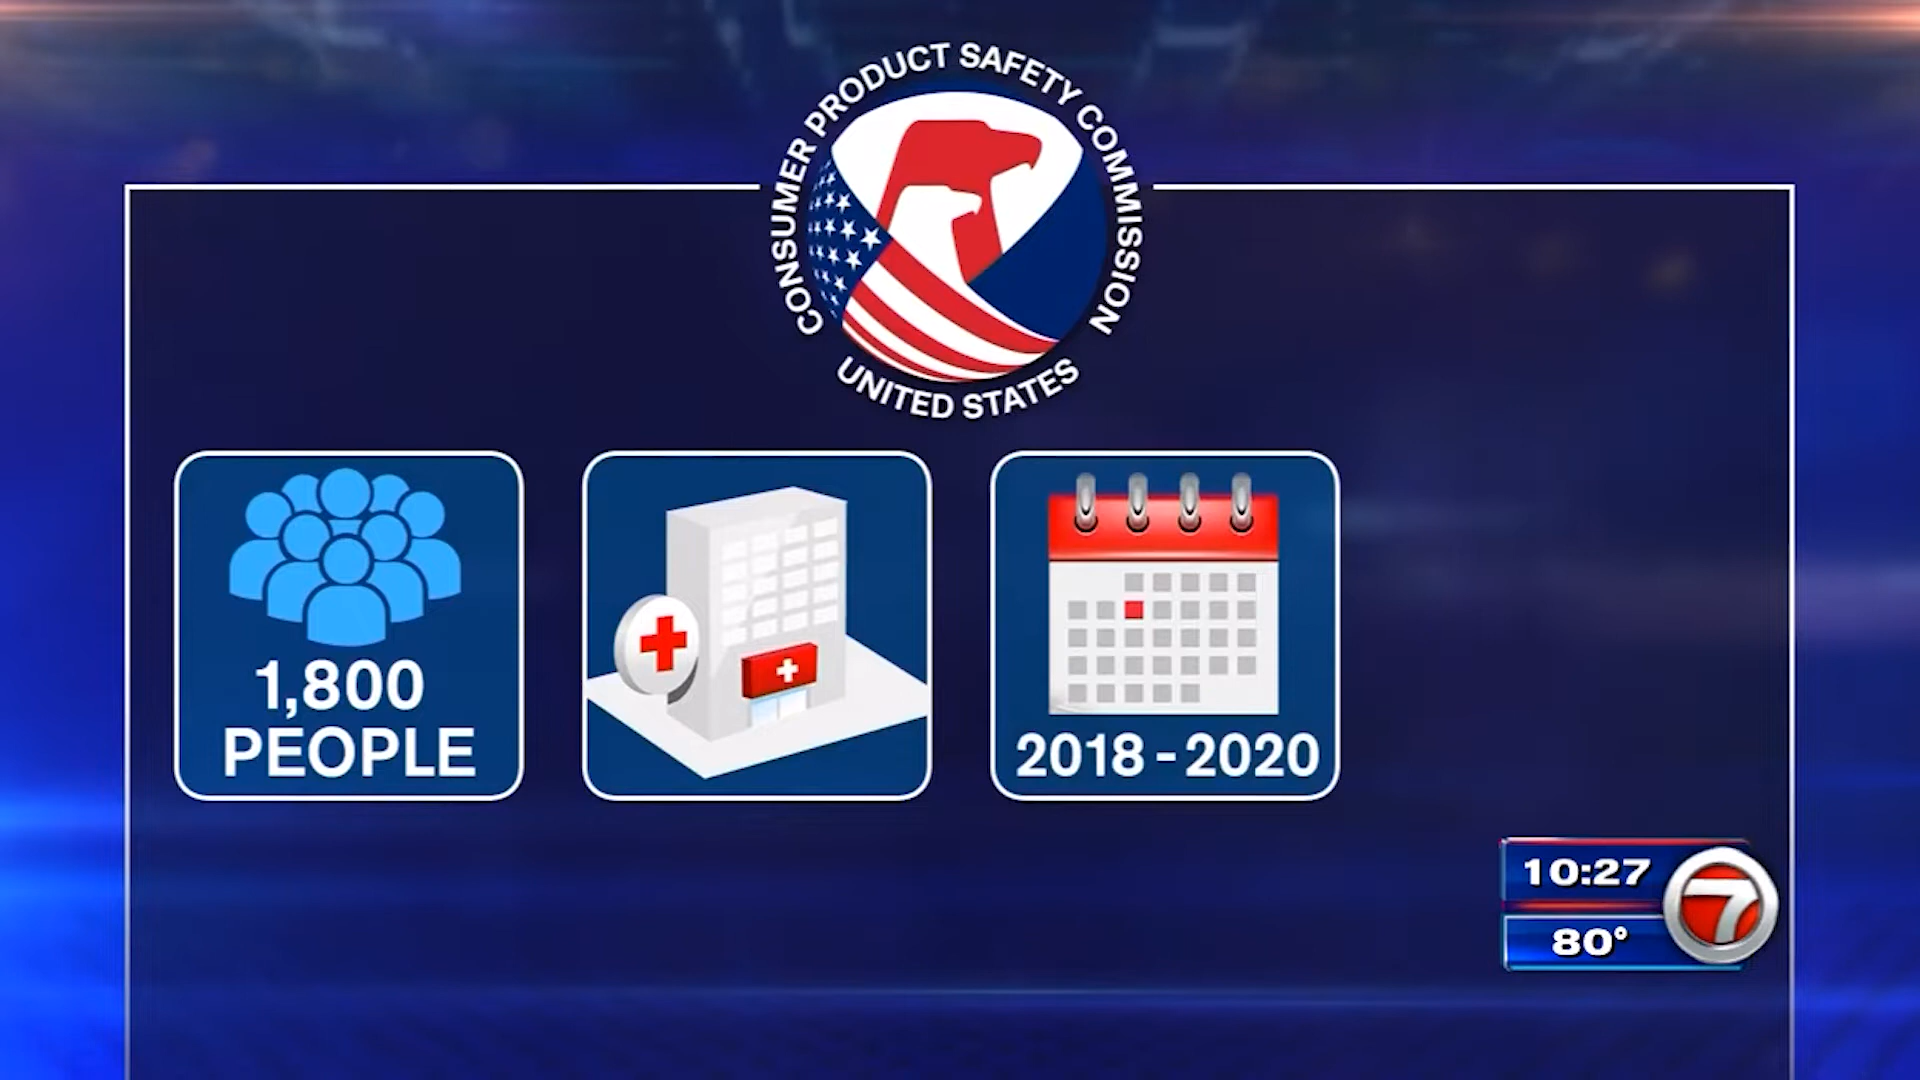 CONSUMER PRODUCT SAFETY COMMISSION
UNITED STATES
1,800
PEOPLE
2018 - 2020
10:27
7
80°